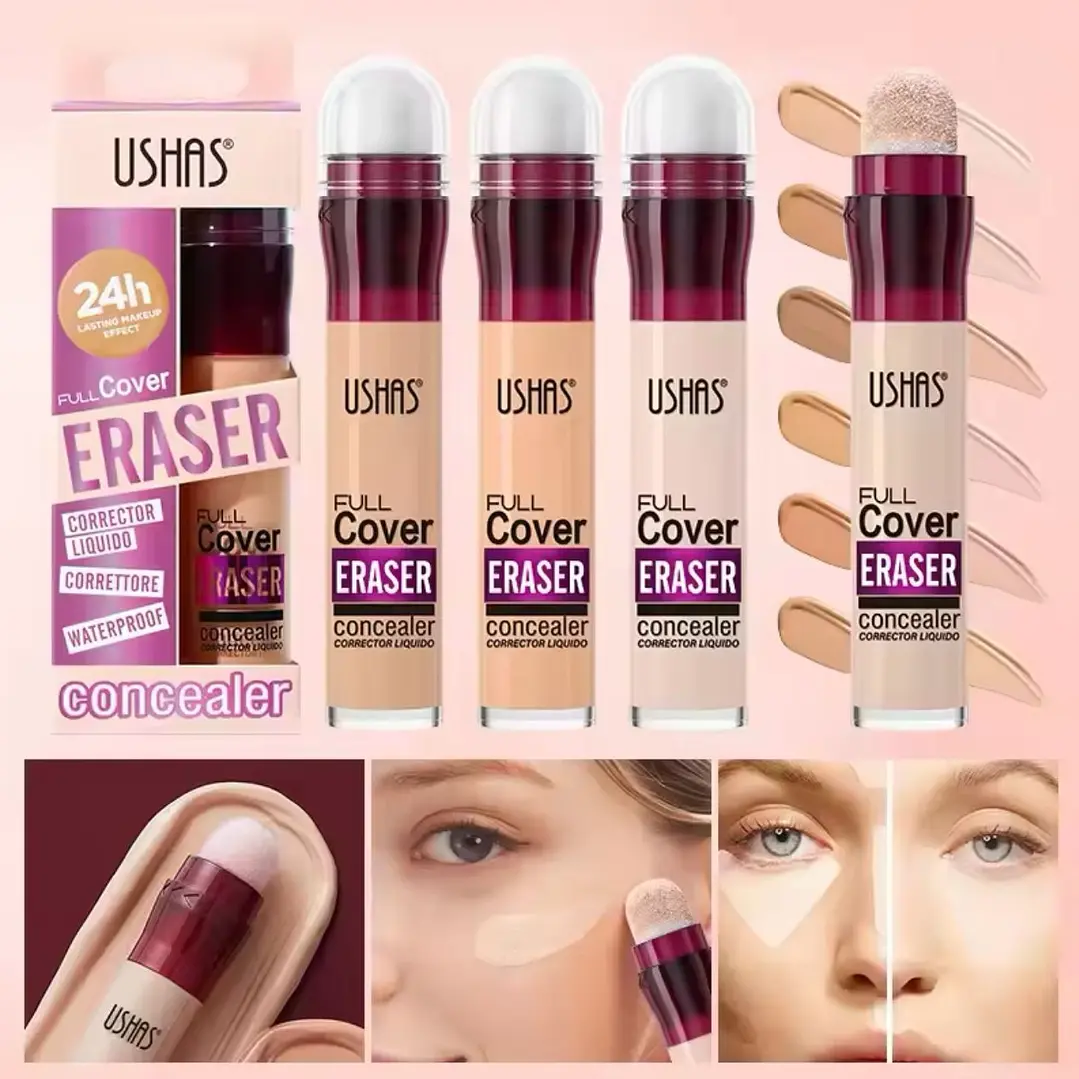 USHAS®
24h
LASTING MAKEUP
EFFECT
FULL Cover
ERASER
CORRECTOR
LIQUIDO
CORRETTORE
WATERPROOF
FULL
Cover
ERASER
concealer
CORRECTOR LIQUIDO
concealer
USHAS®
FULL
Cover
ERASER
concealer
CORRECTOR LIQUIDO
USHAS®
FULL
Cover
ERASER
concealer
CORRECTOR LIQUIDO
USHAS®
FULL
Cover
ERASER
concealer
CORRECTOR LIQUIDO
USHAS®
FULL
Cover
ERASER
concealer
CORRECTOR LIQUIDO
USHAS®